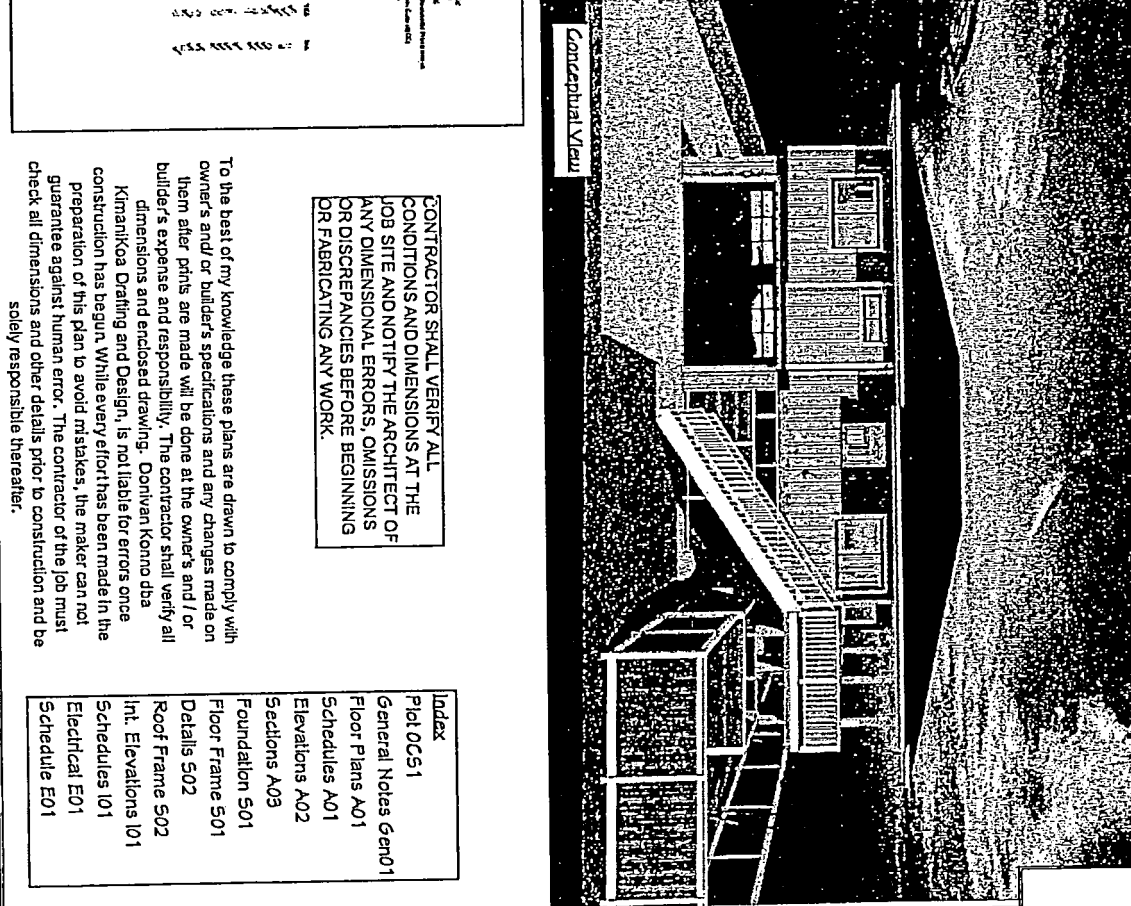 Conceptual View
CONTRACTOR SHALL VERIFY ALL
CONDITIONS AND DIMENSIONS AT THE
JOB SITE AND NOTIFY THE ARCHITECT OF
ANY DIMENSIONAL ERRORS, OMISSIONS
OR DISCREPANCIES BEFORE BEGINNING
OR FABRICATING ANY WORK.
To the best of my knowledge these plans are drawn to comply with
owner's and/ or builder's specifications and any changes made on
them after prints are made will be done at the owner's and / or
builder's expense and responsibility. The contractor shall verify all
dimensions and enclosed drawing. Donivan Konno dba
KimaniKoa Drafting and Design, is not liable for errors once
construction has begun. While every effort has been made in the
preparation of this plan to avoid mistakes, the maker can not
guarantee against human error. The contractor of the job must
check all dimensions and other details prior to construction and be
solely responsible thereafter.
Index
Plot OCS1
General Notes Gen01
Floor Plans A01
Schedules A01
Elevations A02
Sections A03
Foundation S01
Floor Frame S01
Details S02
Roof Frame S02
Int. Elevations I01
Schedules I01
Electrical E01
Schedule E01